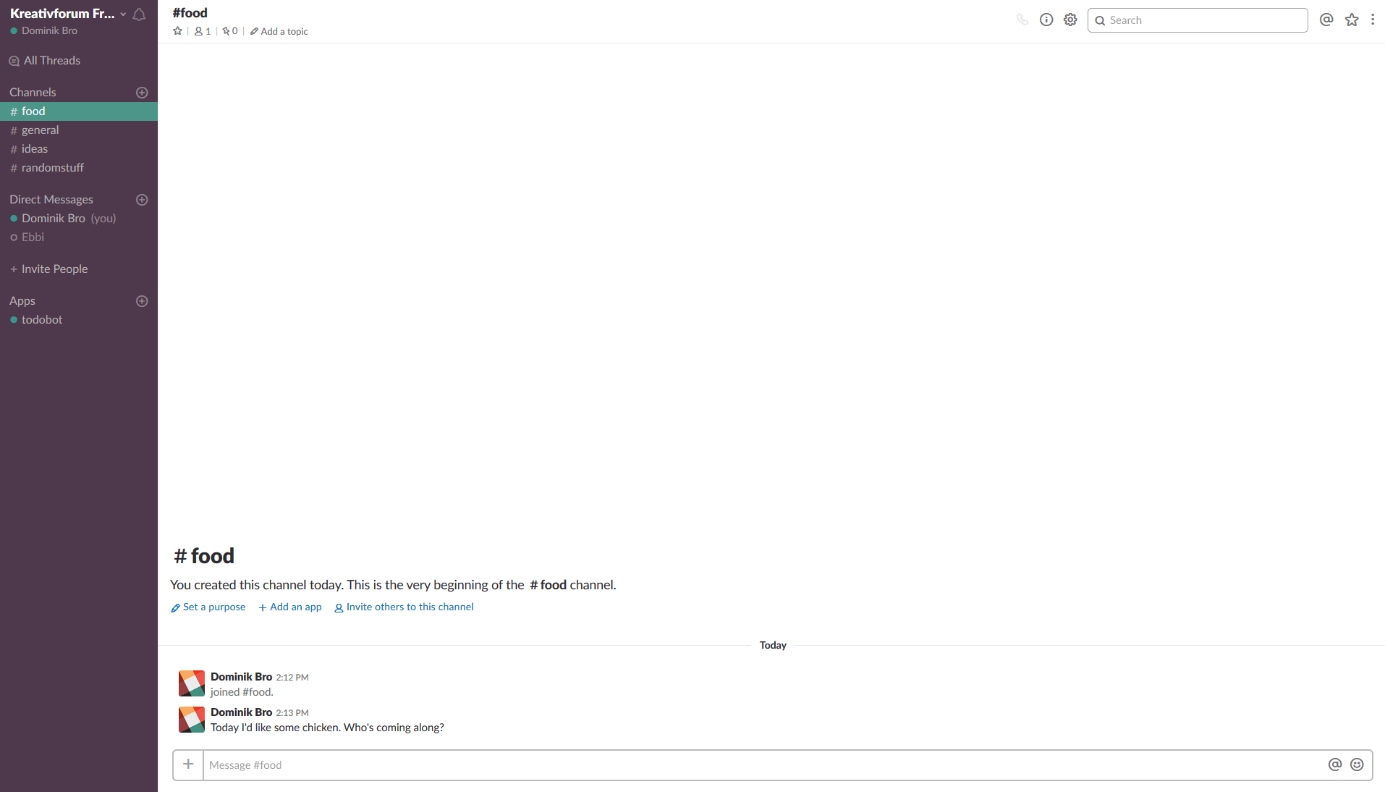 Kreativforum Fr...
Dominik Bro
All Threads
Channels
# food
# general
# ideas
# randomstuff
Direct Messages
Dominik Bro (you)
Ebbi
+ Invite People
Apps
todobot
#food
1 | 0 | Add a topic
Search
#food
You created this channel today. This is the very beginning of the #food channel.
Set a purpose + Add an app Invite others to this channel
Today
Dominik Bro 2:12 PM
joined #food.
Dominik Bro 2:13 PM
Today I'd like some chicken. Who's coming along?
Message #food